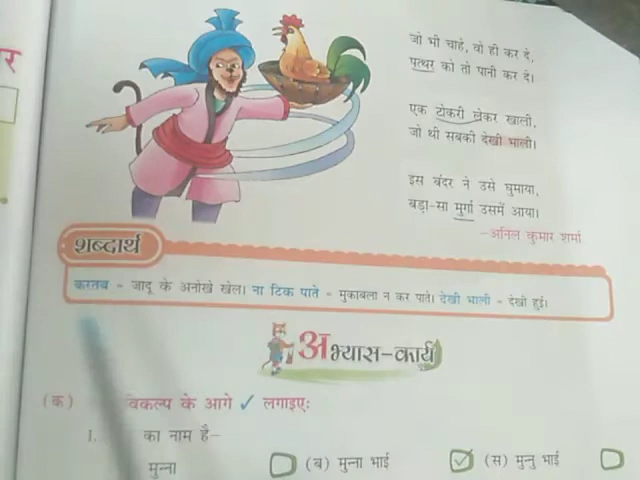 र
जो भी चाहे, वो ही कर दे,
पत्थर को तो पानी कर दे।
एक टोकरी लेकर खाली,
जो थी सबकी देखी भाली।
इस बंदर ने उसे घुमाया,
बड़ा-सा मुर्गा उसमें आया।
-अनिल कुमार शर्मा
शब्दार्थ
करतब = जादू के अनोखे खेल। ना टिक पाते = मुकाबला न कर पाते। देखी भाली = देखी हुई।
अभ्यास-कार्य
(क) विकल्प के आगे ✓ लगाइए:
1. का नाम है-
मुन्ना (ब) मुन्ना भाई (स) मुन्नु भाई